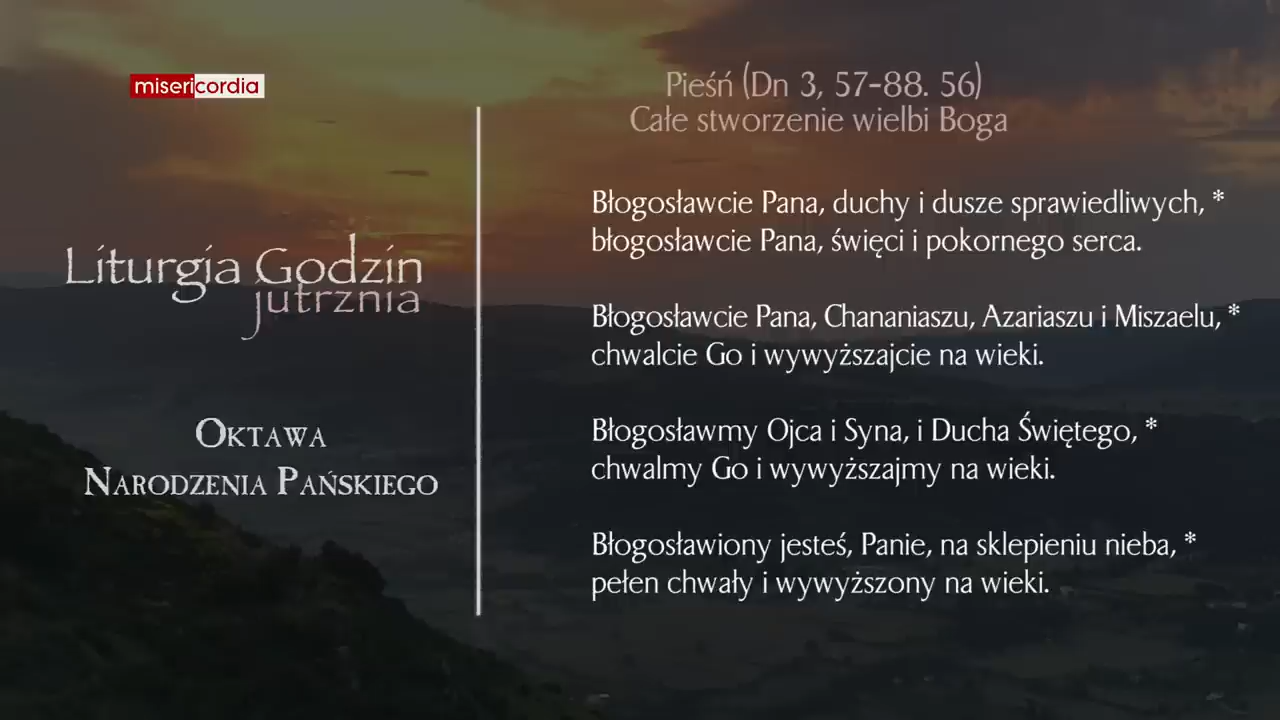 misericordia
Liturgia Godzin
jutrznia
Oktawa
Narodzenia Pańskiego
Pieśń (Dn 3, 57-88. 56)
Całe stworzenie wielbi Boga
Błogosławcie Pana, duchy i dusze sprawiedliwych, *
błogosławcie Pana, święci i pokornego serca.
Błogosławcie Pana, Chananiaszu, Azariaszu i Miszaelu, *
chwalcie Go i wywyższajcie na wieki.
Błogosławmy Ojca i Syna, i Ducha Świętego, *
chwalmy Go i wywyższajmy na wieki.
Błogosławiony jesteś, Panie, na sklepieniu nieba, *
pełen chwały i wywyższony na wieki.